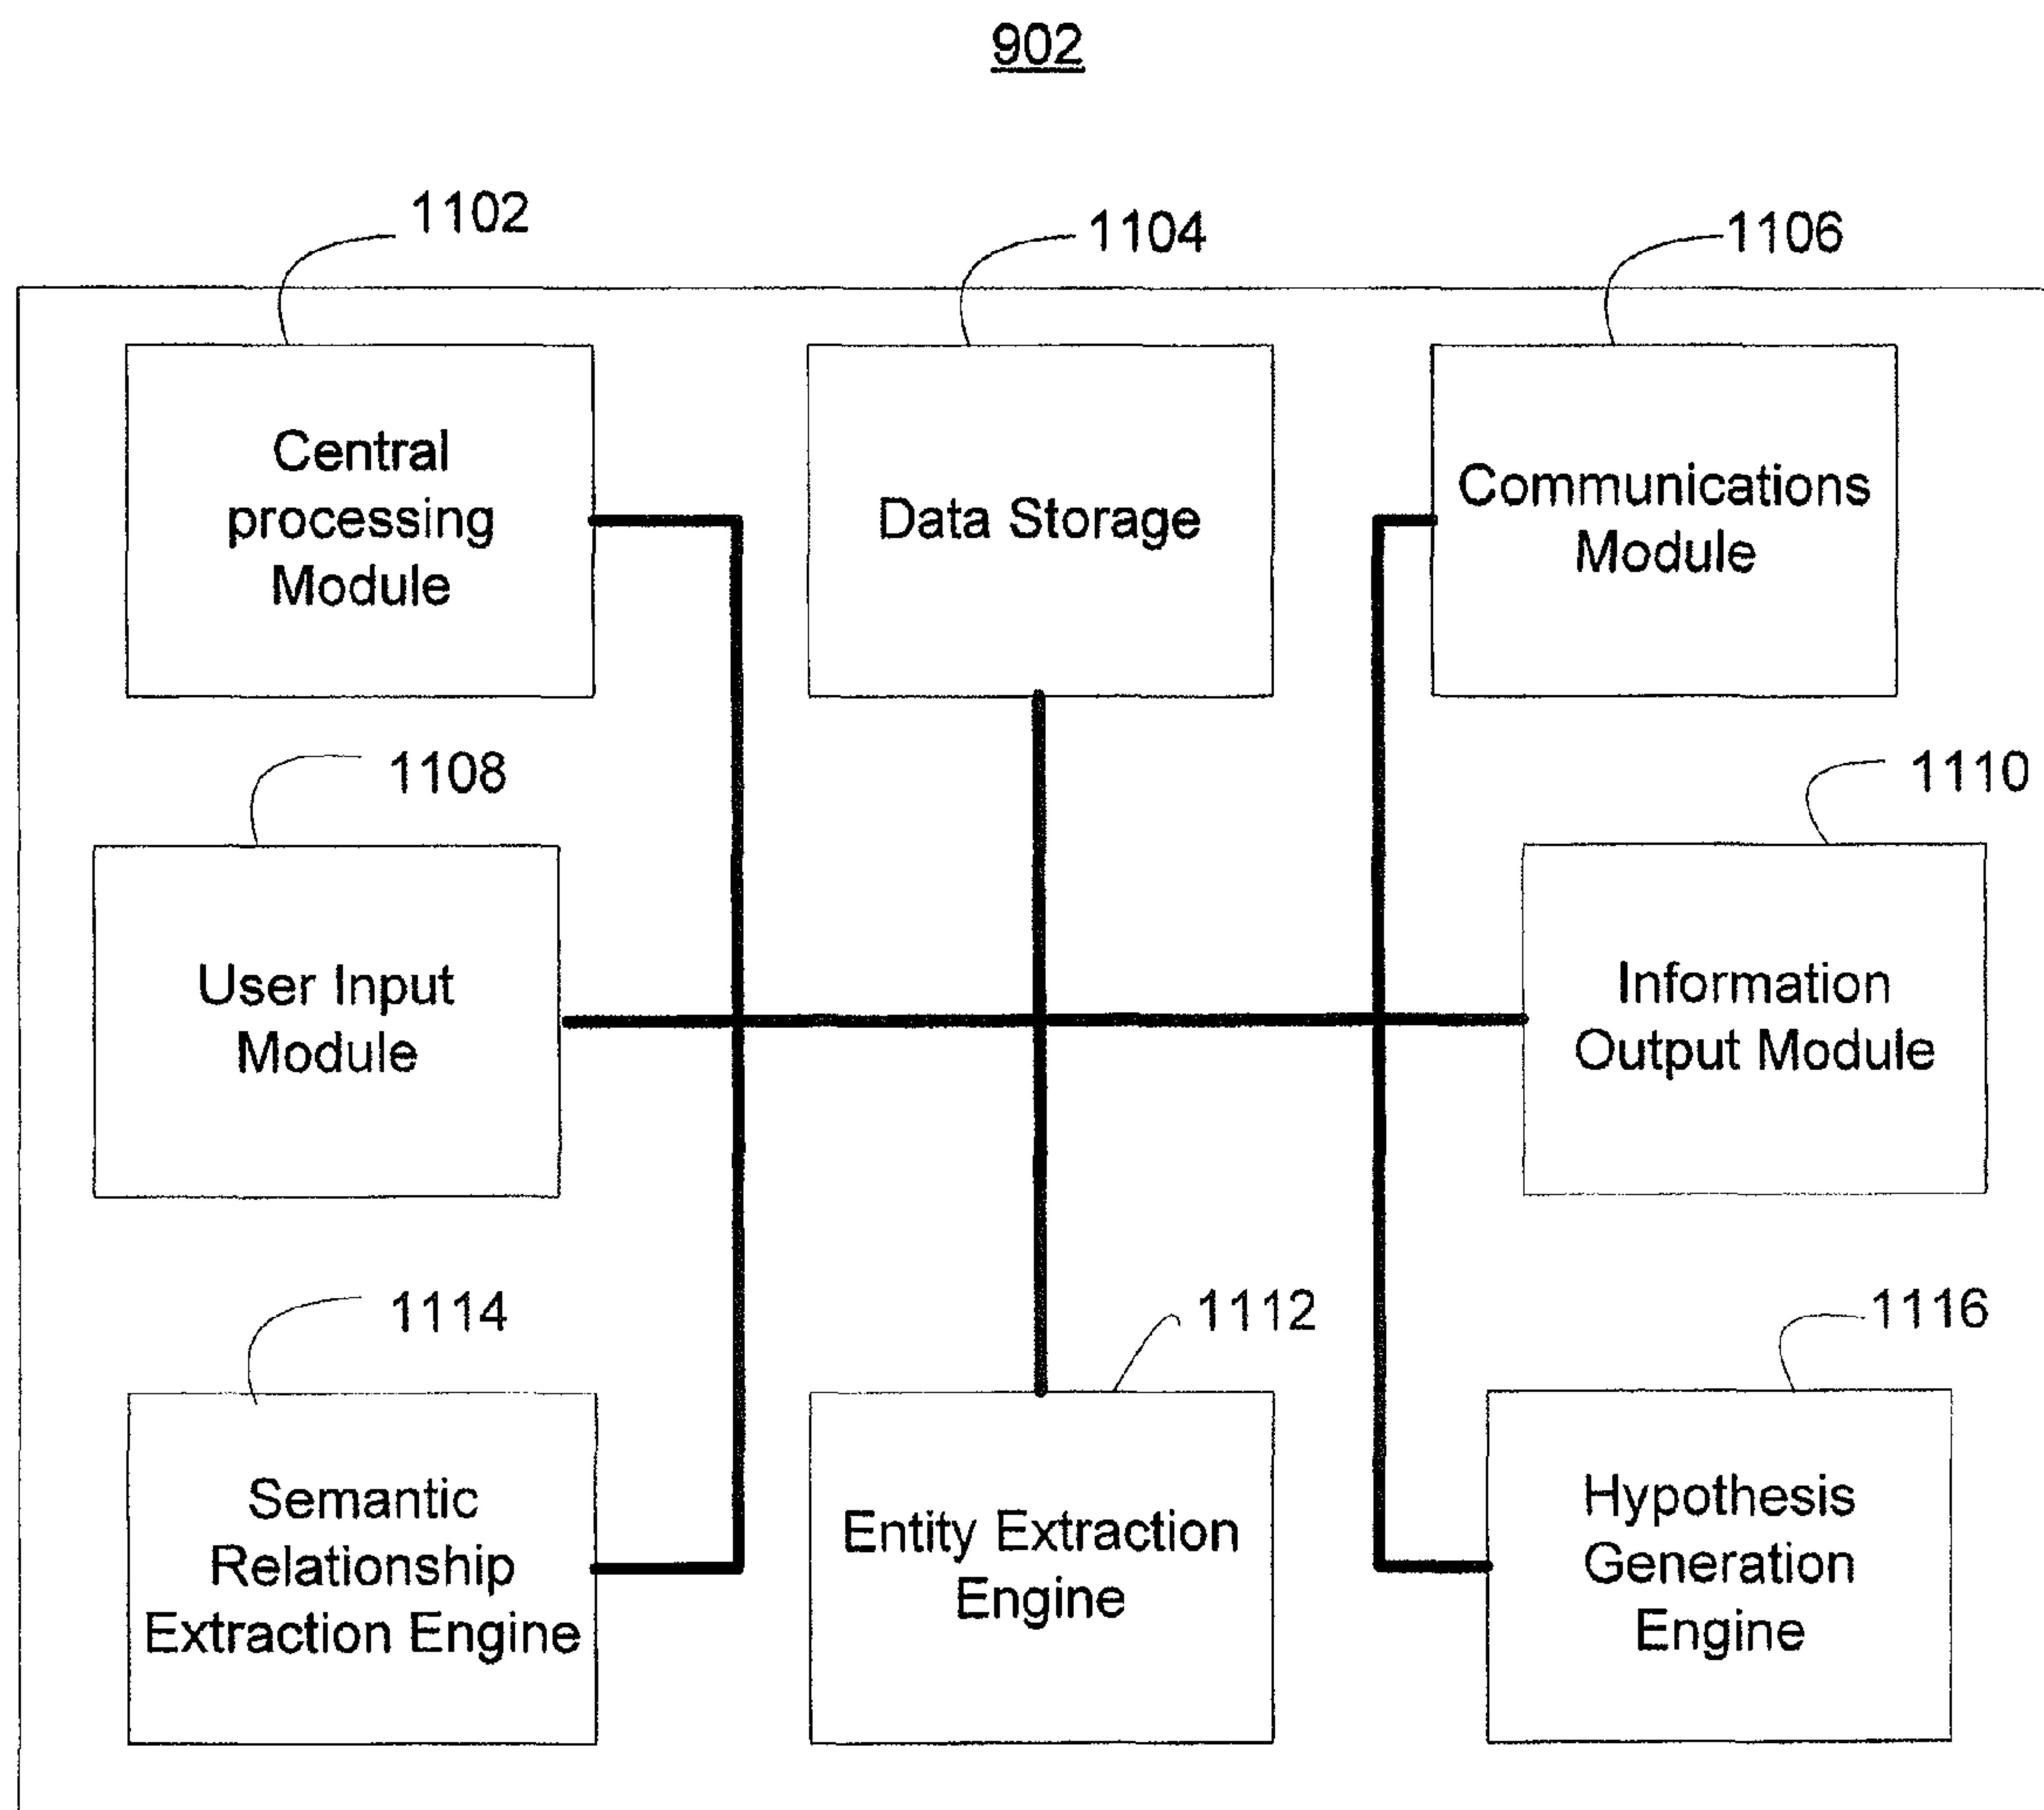 902
1102
1104
1106
Central
processing
Module
Data Storage
Communications
Module
1108
1110
User Input
Module
Information
Output Module
1114
1112
1116
Semantic
Relationship
Extraction Engine
Entity Extraction
Engine
Hypothesis
Generation
Engine